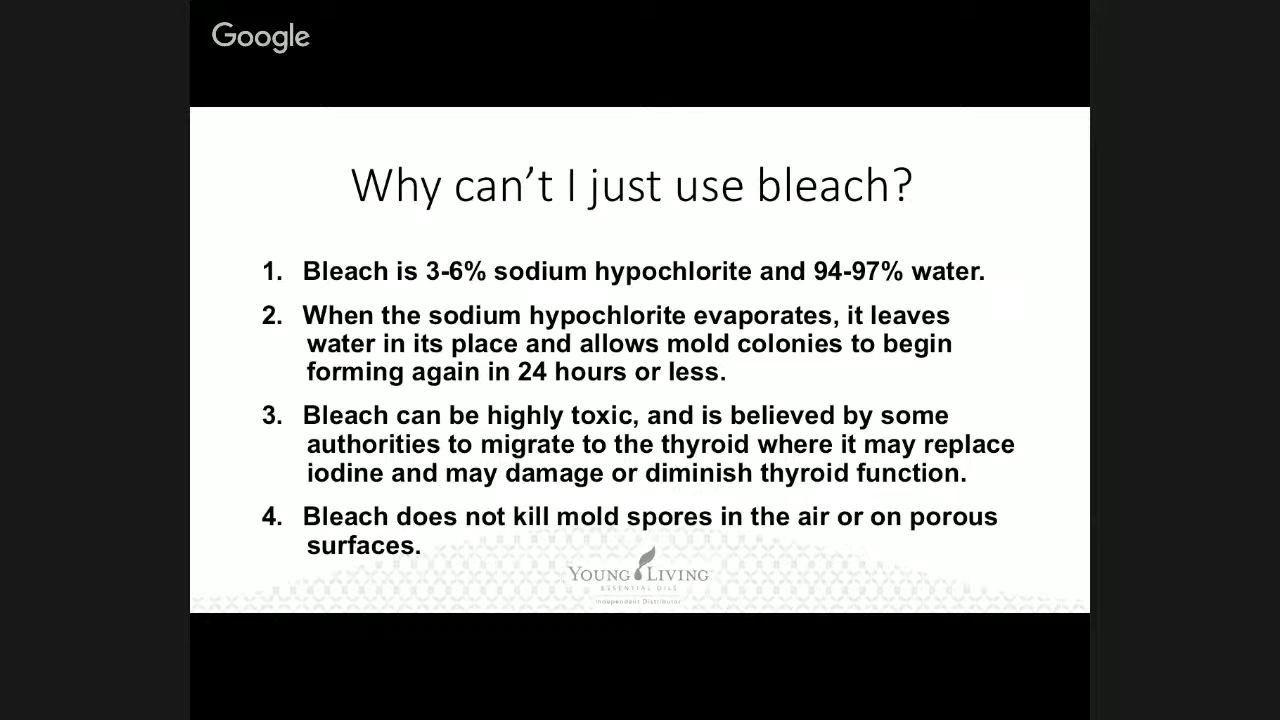 Google
Why can’t I just use bleach?
1. Bleach is 3-6% sodium hypochlorite and 94-97% water.
2. When the sodium hypochlorite evaporates, it leaves
water in its place and allows mold colonies to begin
forming again in 24 hours or less.
3. Bleach can be highly toxic, and is believed by some
authorities to migrate to the thyroid where it may replace
iodine and may damage or diminish thyroid function.
4. Bleach does not kill mold spores in the air or on porous
surfaces.
YOUNG LIVING
ESSENTIAL OILS
Independent Distributor